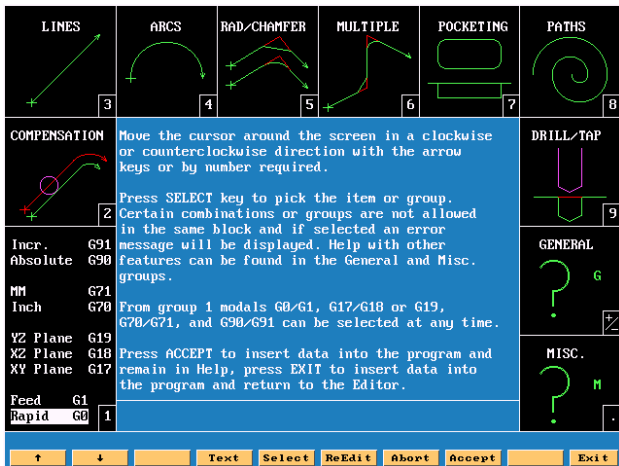 LINES
3
ARCS
4
RAD/CHAMFER
5
MULTIPLE
6
POCKETING
7
PATHS
8
COMPENSATION
2
Move the cursor around the screen in a clockwise
or counterclockwise direction with the arrow
keys or by number required.
Press SELECT key to pick the item or group.
Certain combinations or groups are not allowed
in the same block and if selected an error
message will be displayed. Help with other
features can be found in the General and Misc.
groups.
From group 1 modals G0/G1, G17/G18 or G19,
G70/G71, and G90/G91 can be selected at any time.
Press ACCEPT to insert data into the program and
remain in Help, press EXIT to insert data into
the program and return to the Editor.
DRILL/TAP
9
Incr. G91
Absolute G90
MM G71
Inch G70
YZ Plane G19
XZ Plane G18
XY Plane G17
Feed G1
Rapid G0
1
GENERAL
? G
+/-
MISC.
? M
.
↑ ↓ Text Select ReEdit Abort Accept Exit